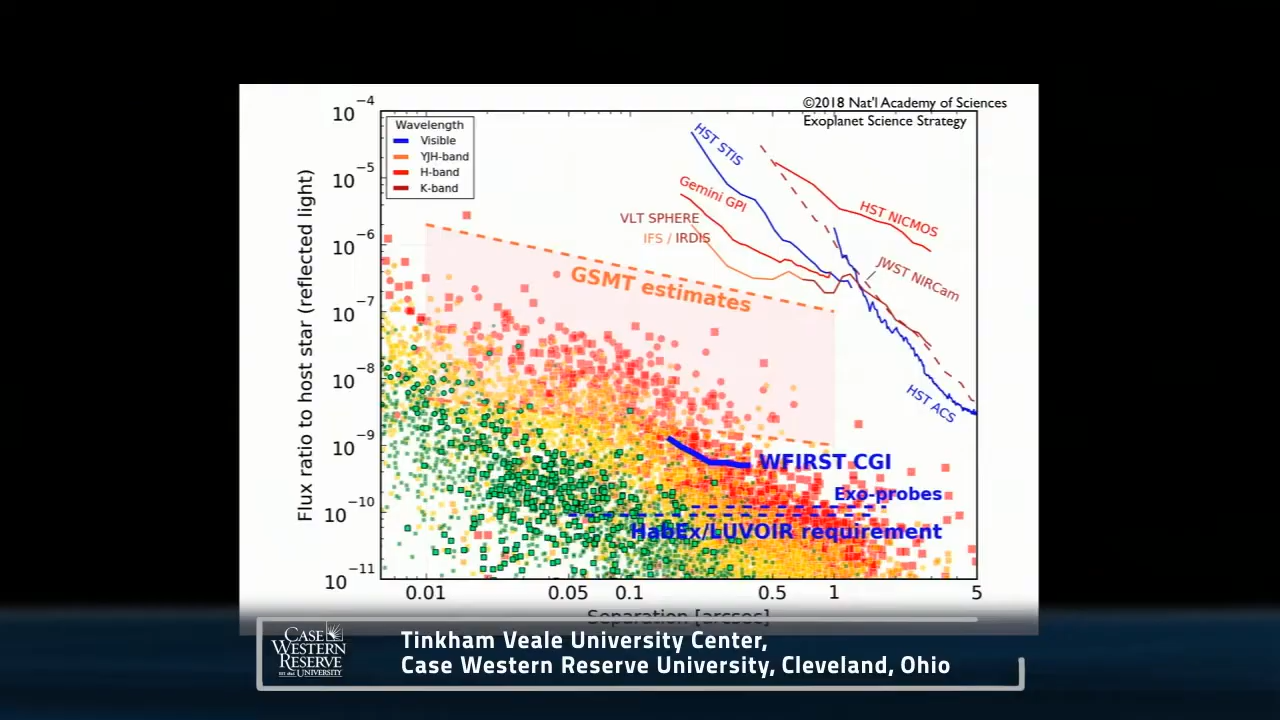 ©2018 Nat'l Academy of Sciences
Exoplanet Science Strategy
Wavelength
Visible
YJH-band
H-band
K-band
10⁻⁴
10⁻⁵
10⁻⁶
10⁻⁷
10⁻⁸
10⁻⁹
10⁻¹⁰
10⁻¹¹
Flux ratio to host star (reflected light)
HST STIS
Gemini GPI
VLT SPHERE
IFS / IRDIS
HST NICMOS
JWST NIRCam
GSMT estimates
HST ACS
WFIRST CGI
Exo-probes
HabEx/LUVOIR requirement
0.01 0.05 0.1 0.5 1 5
Separation [arcsec]
CASE
WESTERN
RESERVE
UNIVERSITY
Tinkham Veale University Center,
Case Western Reserve University, Cleveland, Ohio